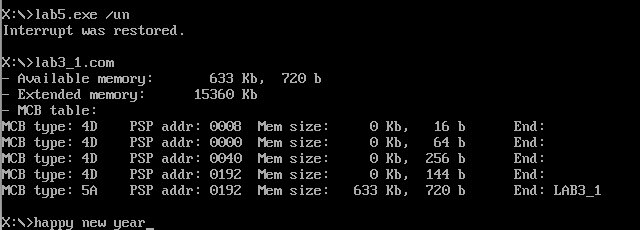 X:\>lab5.exe /un
Interrupt was restored.
X:\>lab3_1.com
- Available memory: 633 Kb, 720 b
- Extended memory: 15360 Kb
- MCB table:
MCB type: 4D PSP addr: 0008 Mem size: 0 Kb, 16 b End:
MCB type: 4D PSP addr: 0000 Mem size: 0 Kb, 64 b End:
MCB type: 4D PSP addr: 0040 Mem size: 0 Kb, 256 b End:
MCB type: 4D PSP addr: 0192 Mem size: 0 Kb, 144 b End:
MCB type: 5A PSP addr: 0192 Mem size: 633 Kb, 720 b End: LAB3_1
X:\>happy new year_